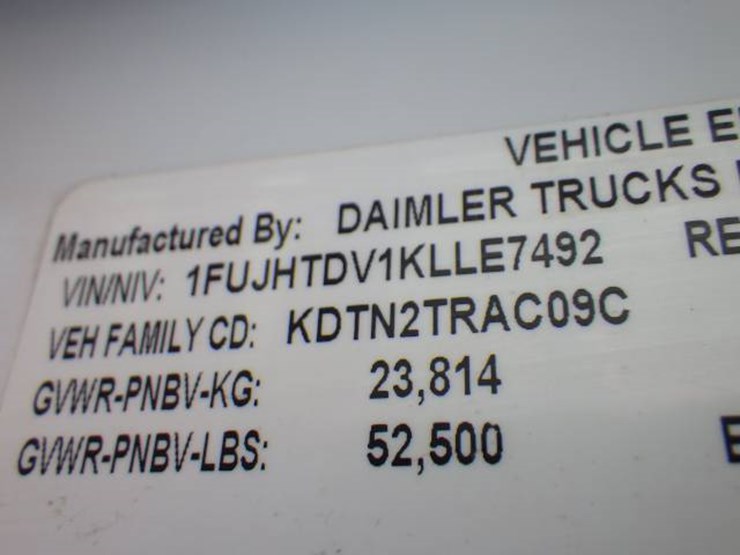 VEHICLE E
Manufactured By: DAIMLER TRUCKS
VIN/NIV: 1FUJHTDV1KLLE7492 RE
VEH FAMILY CD: KDTN2TRAC09C
GVWR-PNBV-KG: 23,814
GVWR-PNBV-LBS: 52,500